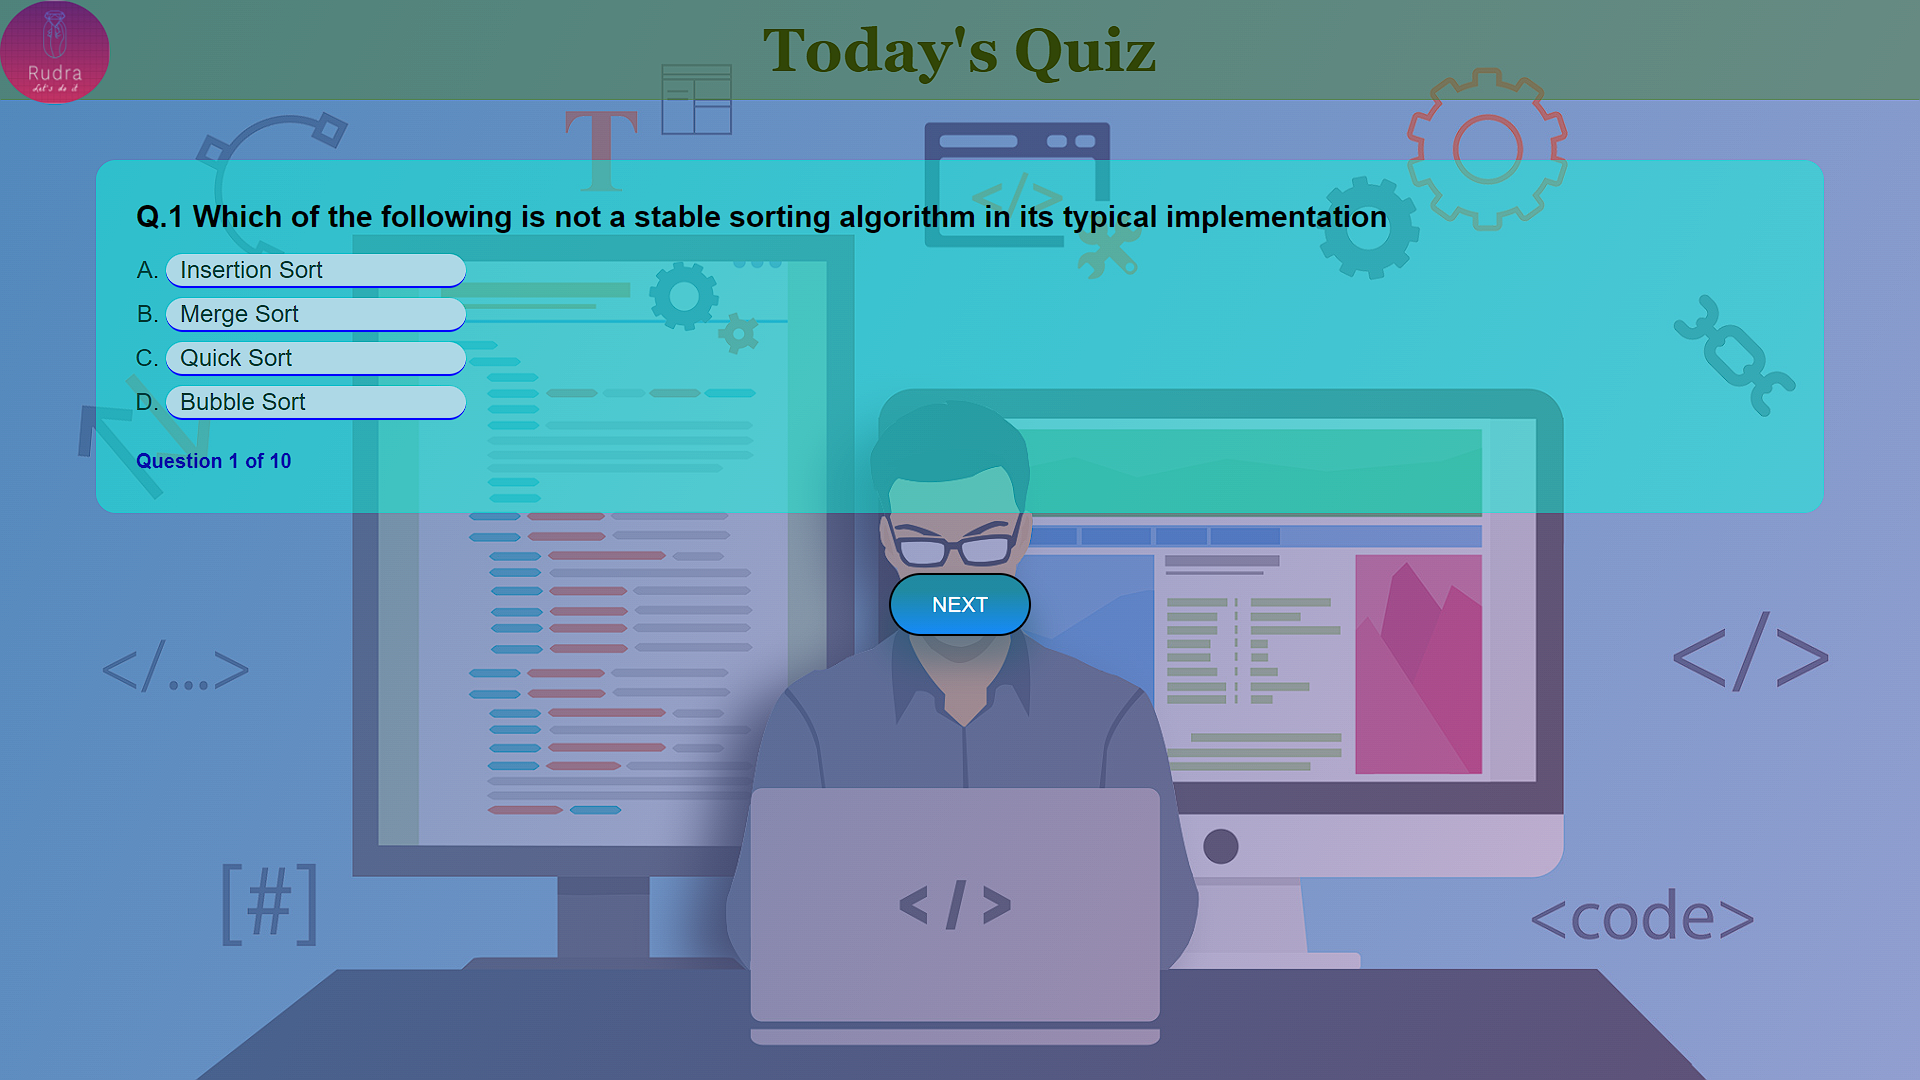 Rudra
Let's do it
Today's Quiz
T
</>
Q.1 Which of the following is not a stable sorting algorithm in its typical implementation
A. Insertion Sort
B. Merge Sort
C. Quick Sort
D. Bubble Sort
Question 1 of 10
NEXT
</...>
</>
[#]
</>
<code>